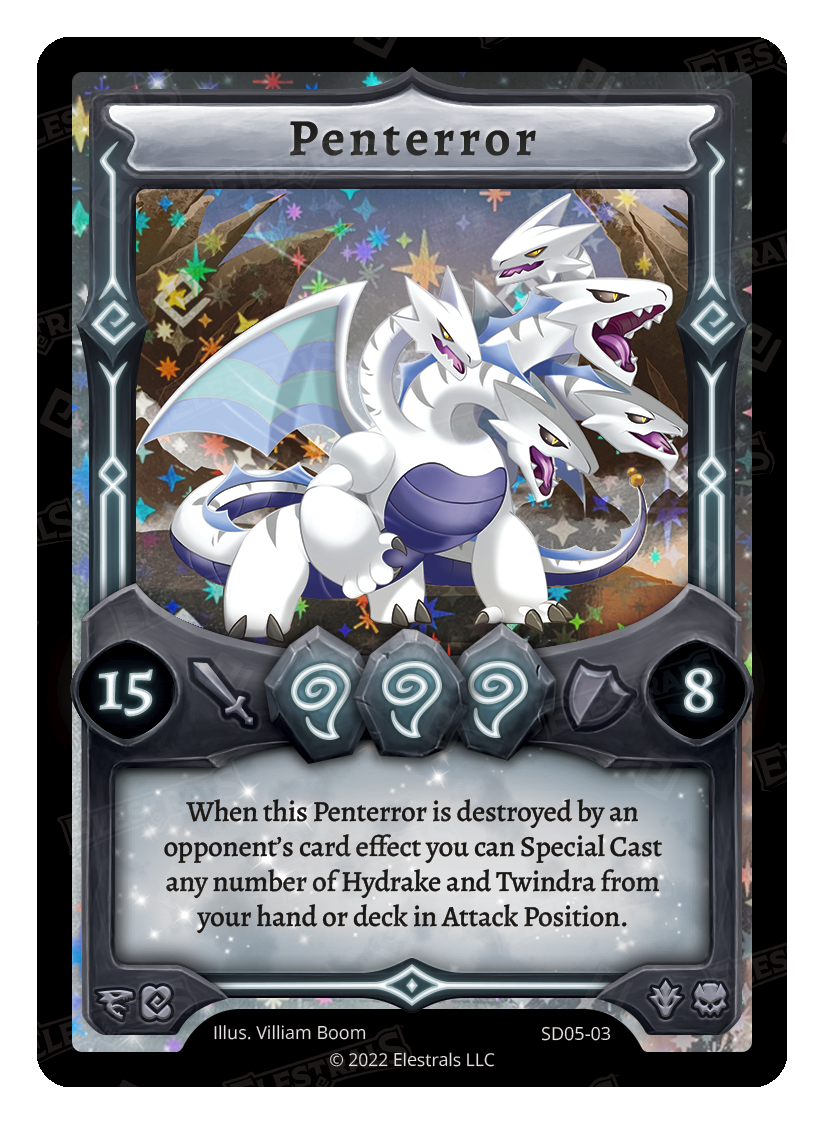 Penterror
15
8
When this Penterror is destroyed by an
opponent's card effect you can Special Cast
any number of Hydrake and Twindra from
your hand or deck in Attack Position.
Illus. Villiam Boom
SD05-03
© 2022 Elestrals LLC